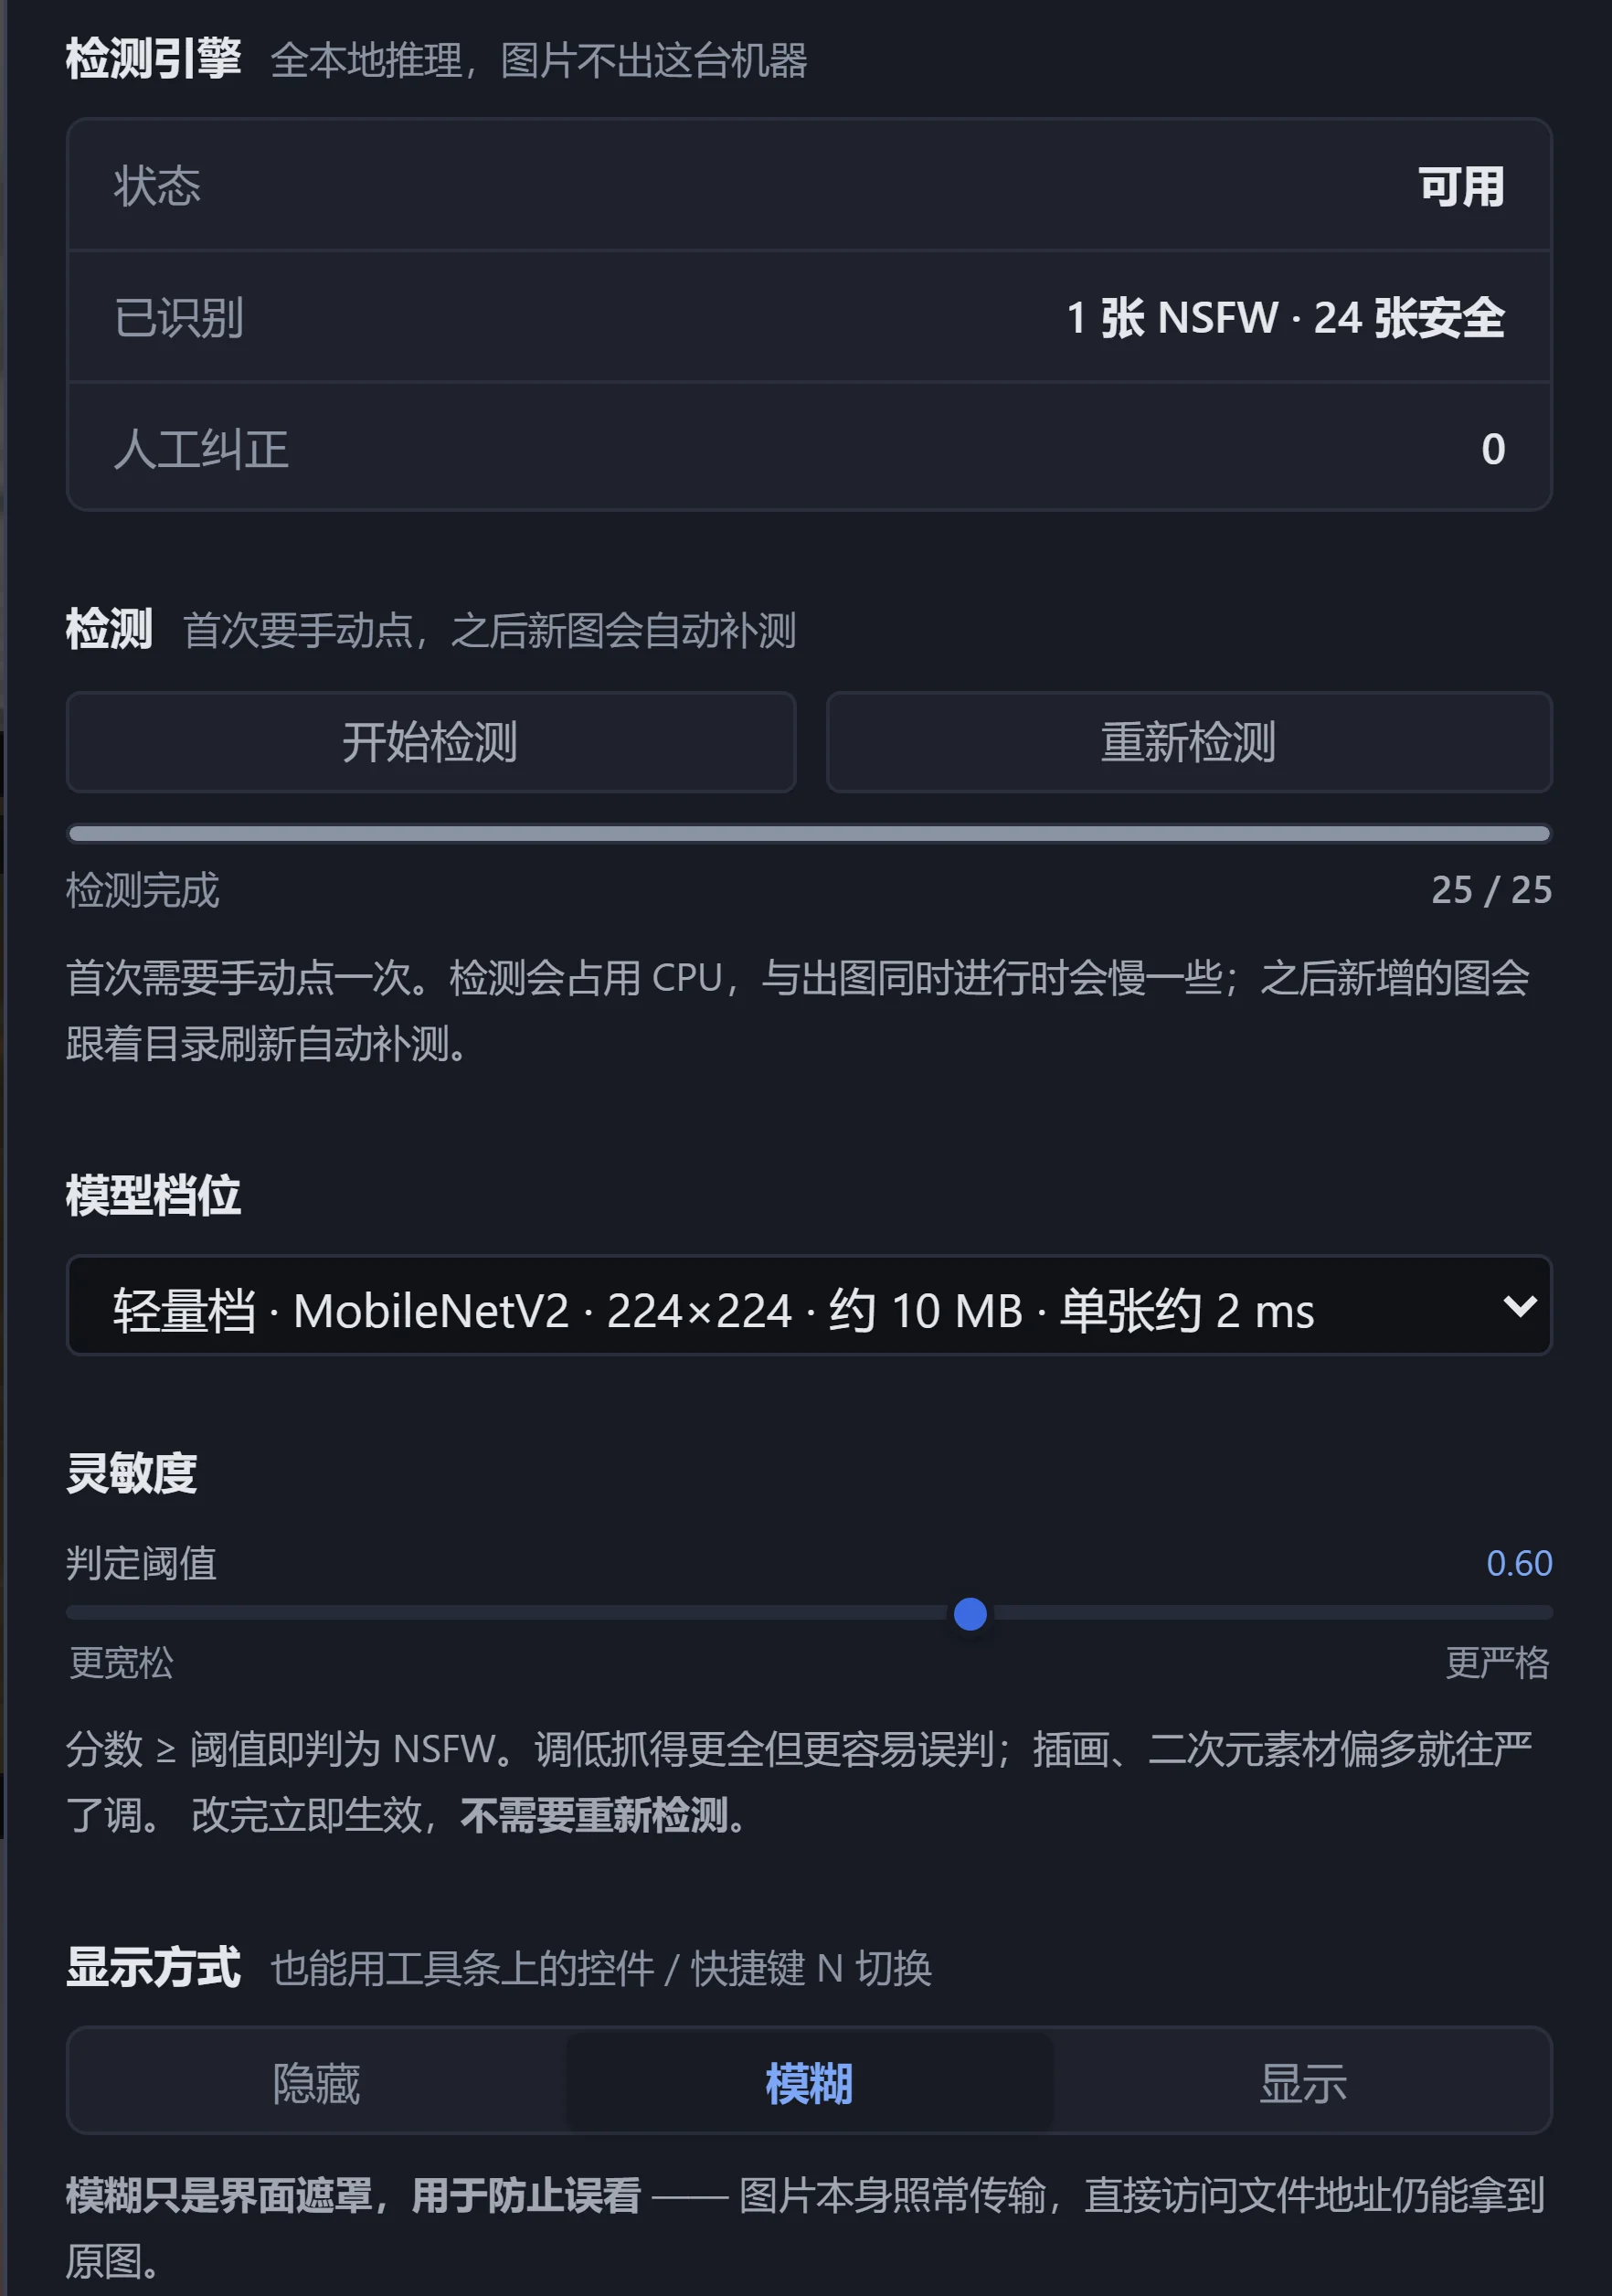 检测引擎 全本地推理，图片不出这台机器
状态 可用
已识别 1 张 NSFW · 24 张安全
人工纠正 0
检测 首次要手动点，之后新图会自动补测
开始检测 重新检测
检测完成 25 / 25
首次需要手动点一次。检测会占用 CPU，与出图同时进行时会慢一些；之后新增的图会
跟着目录刷新自动补测。
模型档位
轻量档 · MobileNetV2 · 224×224 · 约 10 MB · 单张约 2 ms
灵敏度
判定阈值 0.60
更宽松 更严格
分数 ≥ 阈值即判为 NSFW。调低抓得更全但更容易误判；插画、二次元素材偏多就往严
了调。 改完立即生效，不需要重新检测。
显示方式 也能用工具条上的控件 / 快捷键 N 切换
隐藏 模糊 显示
模糊只是界面遮罩，用于防止误看 —— 图片本身照常传输，直接访问文件地址仍能拿到
原图。